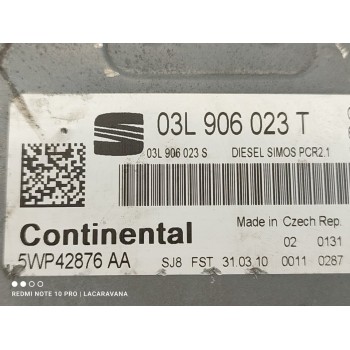 03L 906 023 T
03L 906 023 S DIESEL SIMOS PCR2.1
Made in Czech Rep.
Continental
02 0131
5WP42876 AA SJ8 FST 31.03.10 0011 0287
REDMI NOTE 10 PRO | LACARAVANA